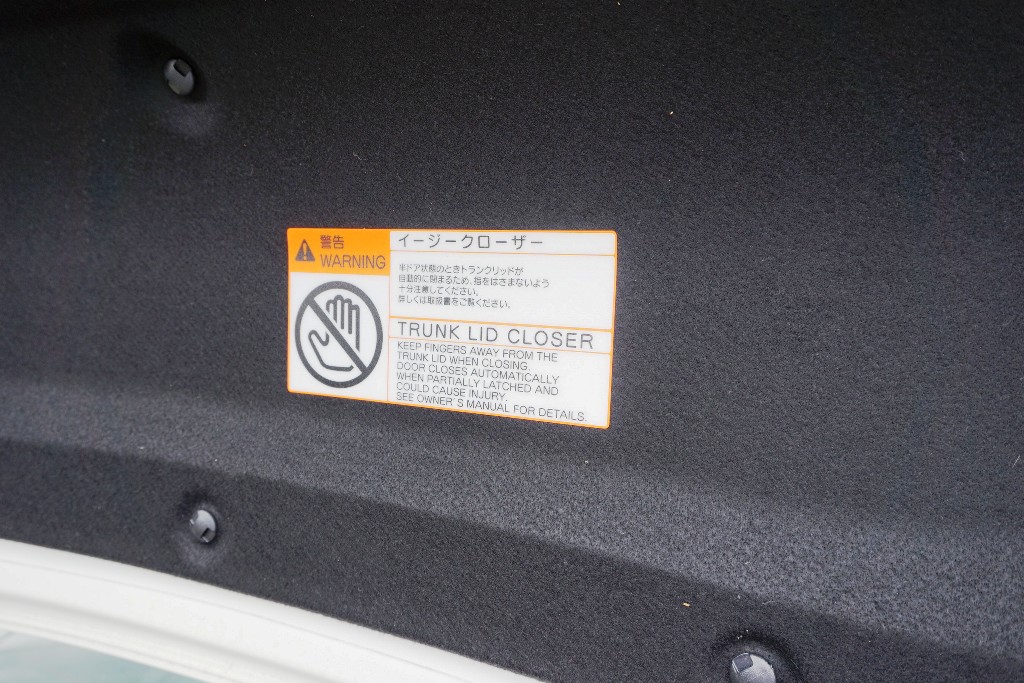 警告
WARNING
イージークローザー
半ドア状態のときトランクリッドが
自動的に閉まるため、指をはさまないよう
十分注意してください。
詳しくは取扱書をご覧ください。
TRUNK LID CLOSER
KEEP FINGERS AWAY FROM THE
TRUNK LID WHEN CLOSING.
DOOR CLOSES AUTOMATICALLY
WHEN PARTIALLY LATCHED AND
COULD CAUSE INJURY.
SEE OWNER'S MANUAL FOR DETAILS.